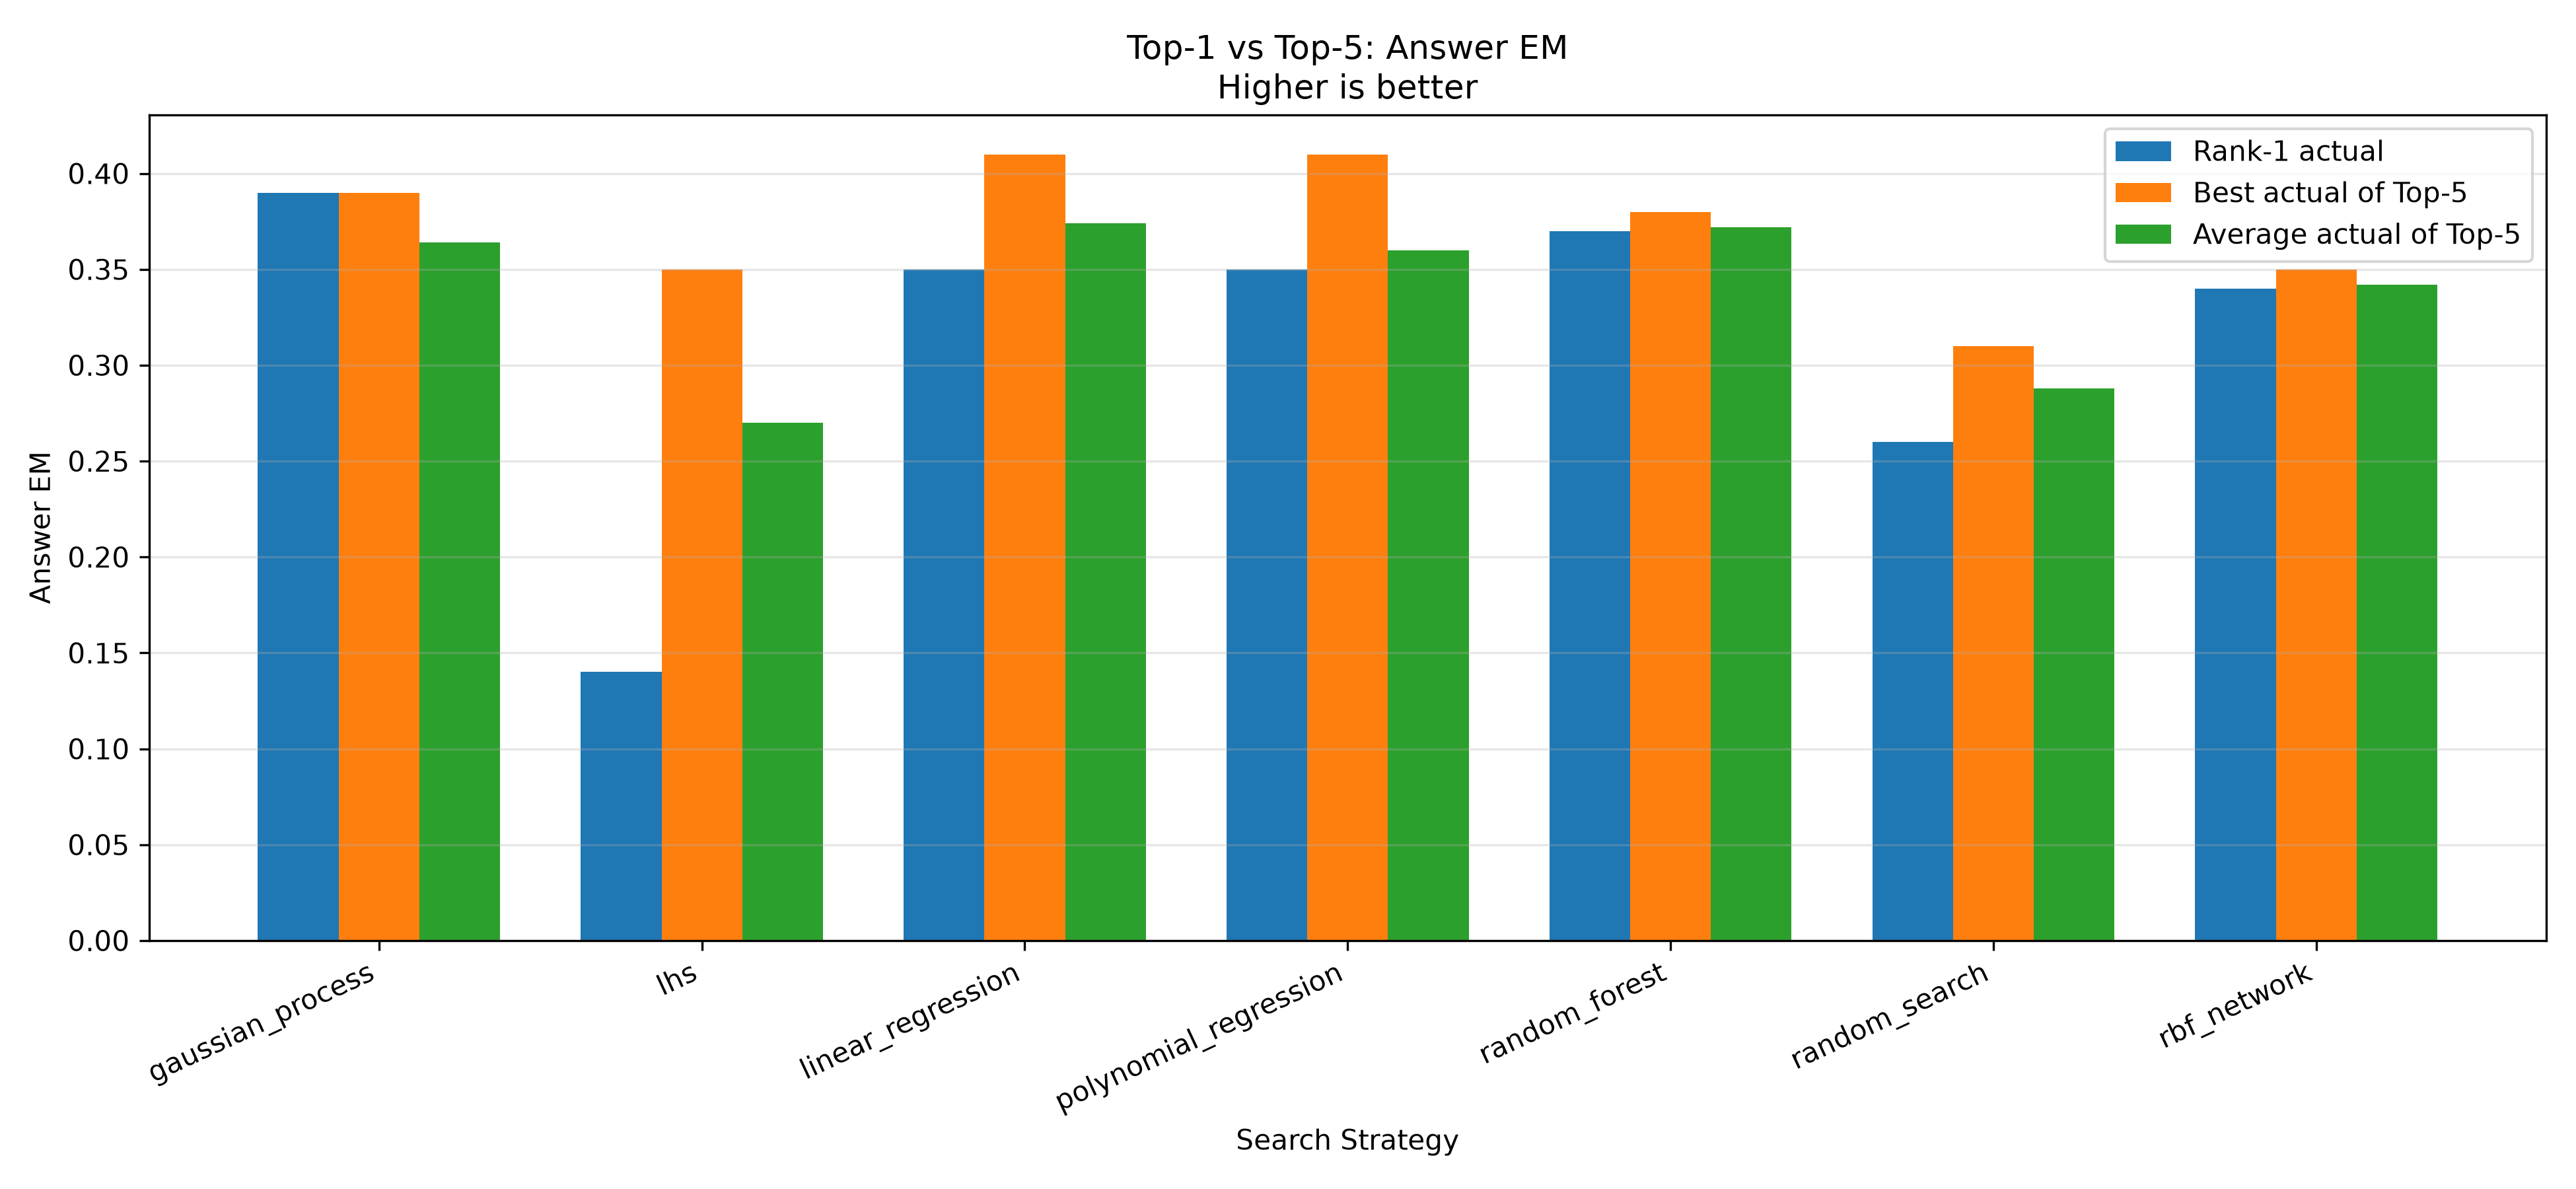 Top-1 vs Top-5: Answer EM
Higher is better
Rank-1 actual
Best actual of Top-5
Average actual of Top-5
Answer EM
0.40
0.35
0.30
0.25
0.20
0.15
0.10
0.05
0.00
gaussian_process
lhs
linear_regression
polynomial_regression
random_forest
random_search
rbf_network
Search Strategy